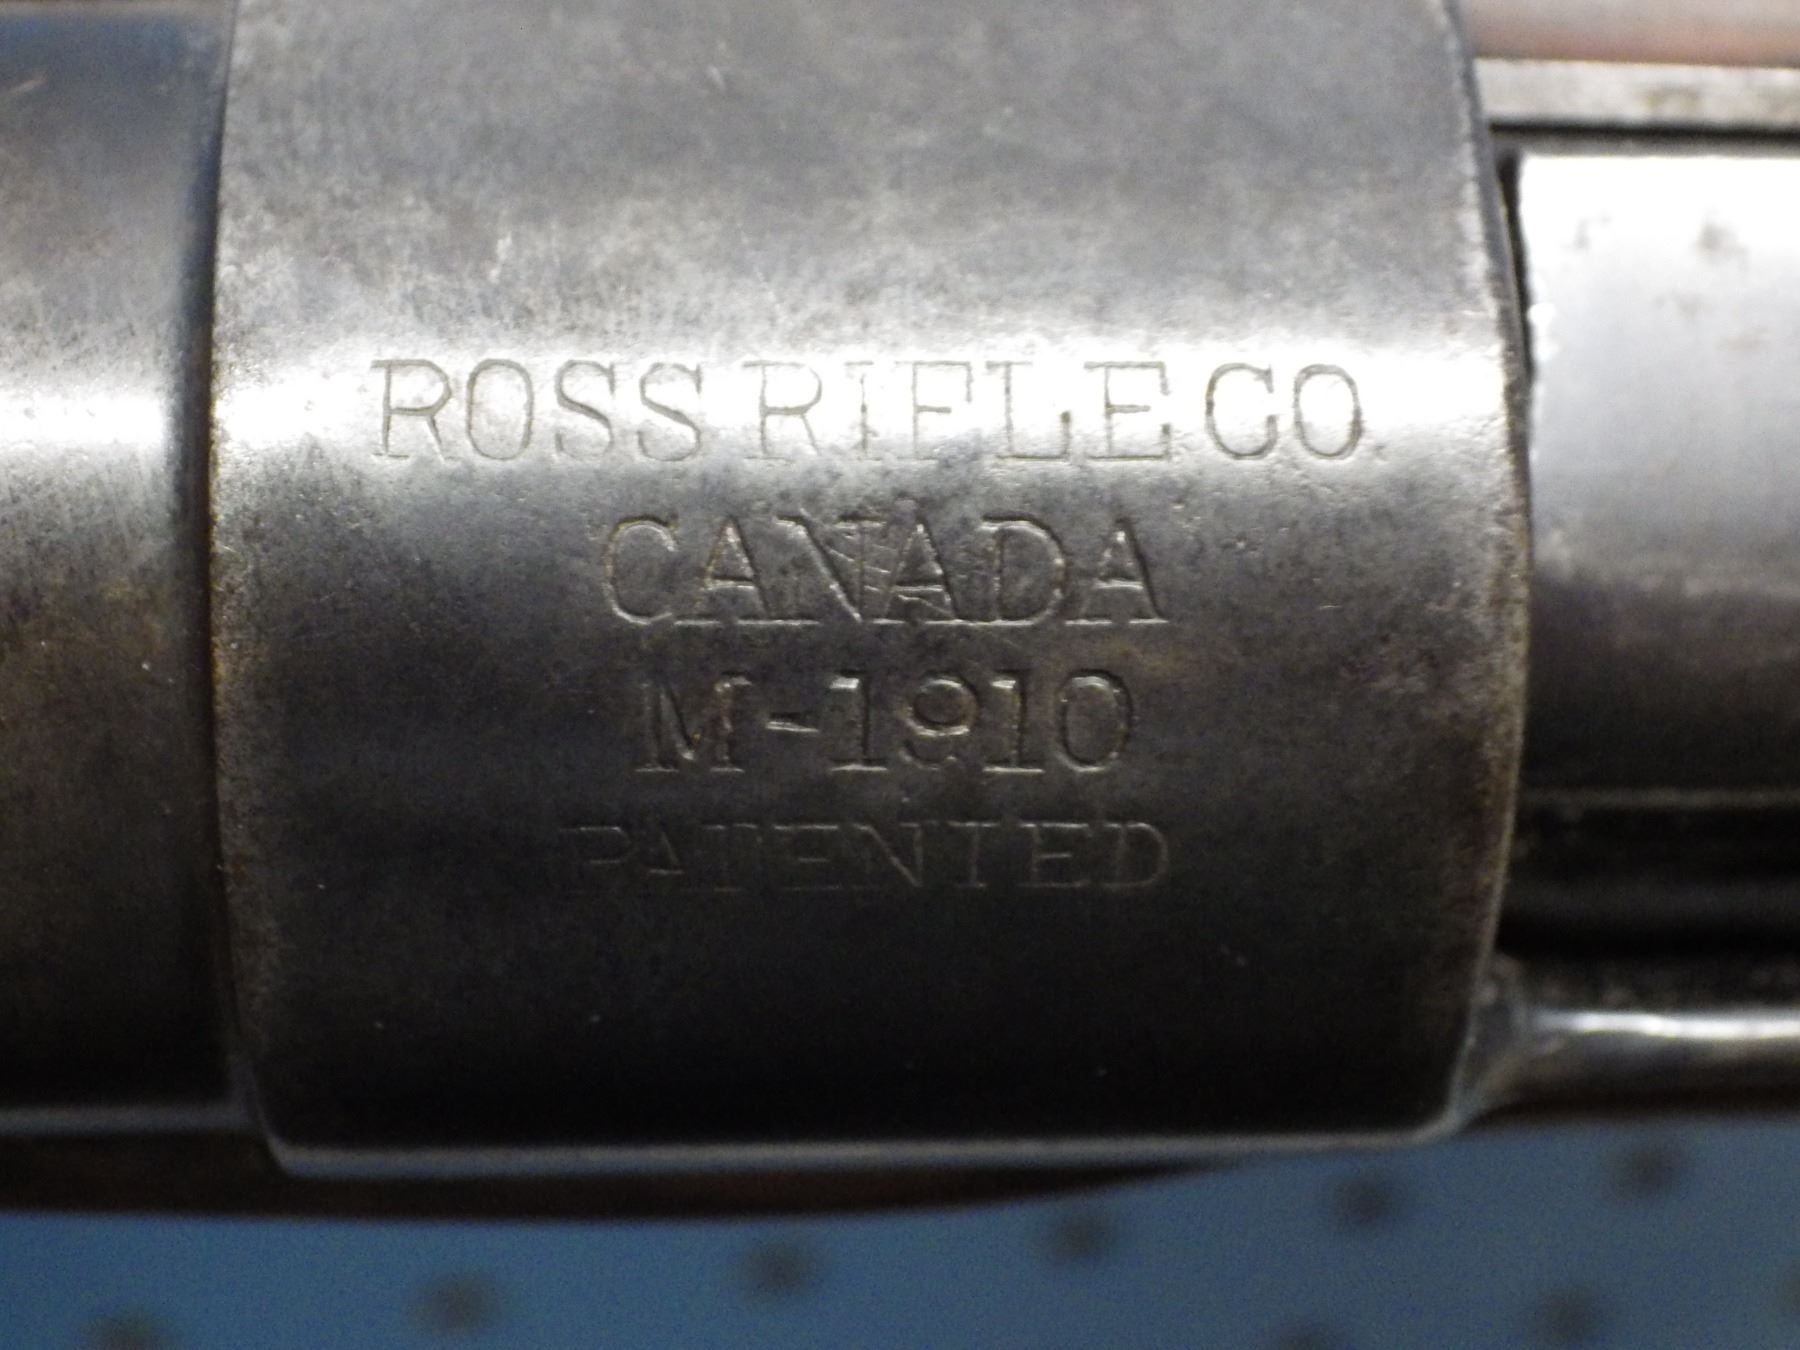 ROSS RIFLE CO.
CANADA
M-1910
PATENTED